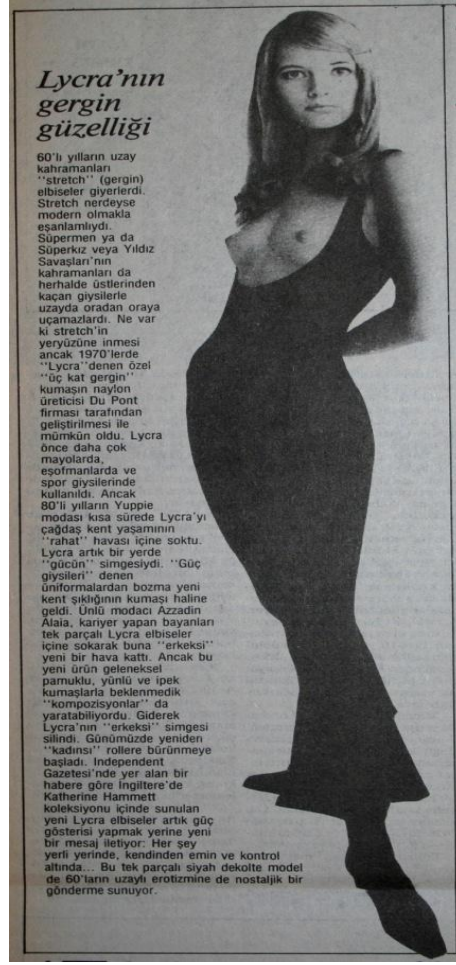 Lycra'nın
gergin
güzelliği
60'lı yılların uzay
kahramanları
''stretch'' (gergin)
elbiseler giyerlerdi.
Stretch nerdeyse
modern olmakla
eşanlamlıydı.
Süpermen ya da
Süperkız veya Yıldız
Savaşları'nın
kahramanları da
herhalde üstlerinden
kaçan giysilerle
uzayda oradan oraya
uçamazlardı. Ne var
ki stretch'in
yeryüzüne inmesi
ancak 1970'lerde
''Lycra''denen özel
''üç kat gergin''
kumaşın naylon
üreticisi Du Pont
firması tarafından
geliştirilmesi ile
mümkün oldu. Lycra
önce daha çok
mayolarda,
eşofmanlarda ve
spor giysilerinde
kullanıldı. Ancak
80'li yılların Yuppie
modası kısa sürede Lycra'yı
çağdaş kent yaşamının
''rahat'' havası içine soktu.
Lycra artık bir yerde
''gücün'' simgesiydi. ''Güç
giysileri'' denen
üniformalardan bozma yeni
kent şıklığının kumaşı haline
geldi. Ünlü modacı Azzadin
Alaia, kariyer yapan bayanları
tek parçalı Lycra elbiseler
içine sokarak buna ''erkeksi''
yeni bir hava kattı. Ancak bu
yeni ürün geleneksel
pamuklu, yünlü ve ipek
kumaşlarla beklenmedik
''kompozisyonlar'' da
yaratabiliyordu. Giderek
Lycra'nın ''erkeksi'' simgesi
silindi. Günümüzde yeniden
''kadınsı'' rollere bürünmeye
başladı. Independent
Gazetesi'nde yer alan bir
habere göre İngiltere'de
Katherine Hammett
koleksiyonu içinde sunulan
yeni Lycra elbiseler artık güç
gösterisi yapmak yerine yeni
bir mesaj iletiyor: Her şey
yerli yerinde, kendinden emin ve kontrol
altında... Bu tek parçalı siyah dekolte model
de 60'ların uzaylı erotizmine de nostaljik bir
gönderme sunuyor.